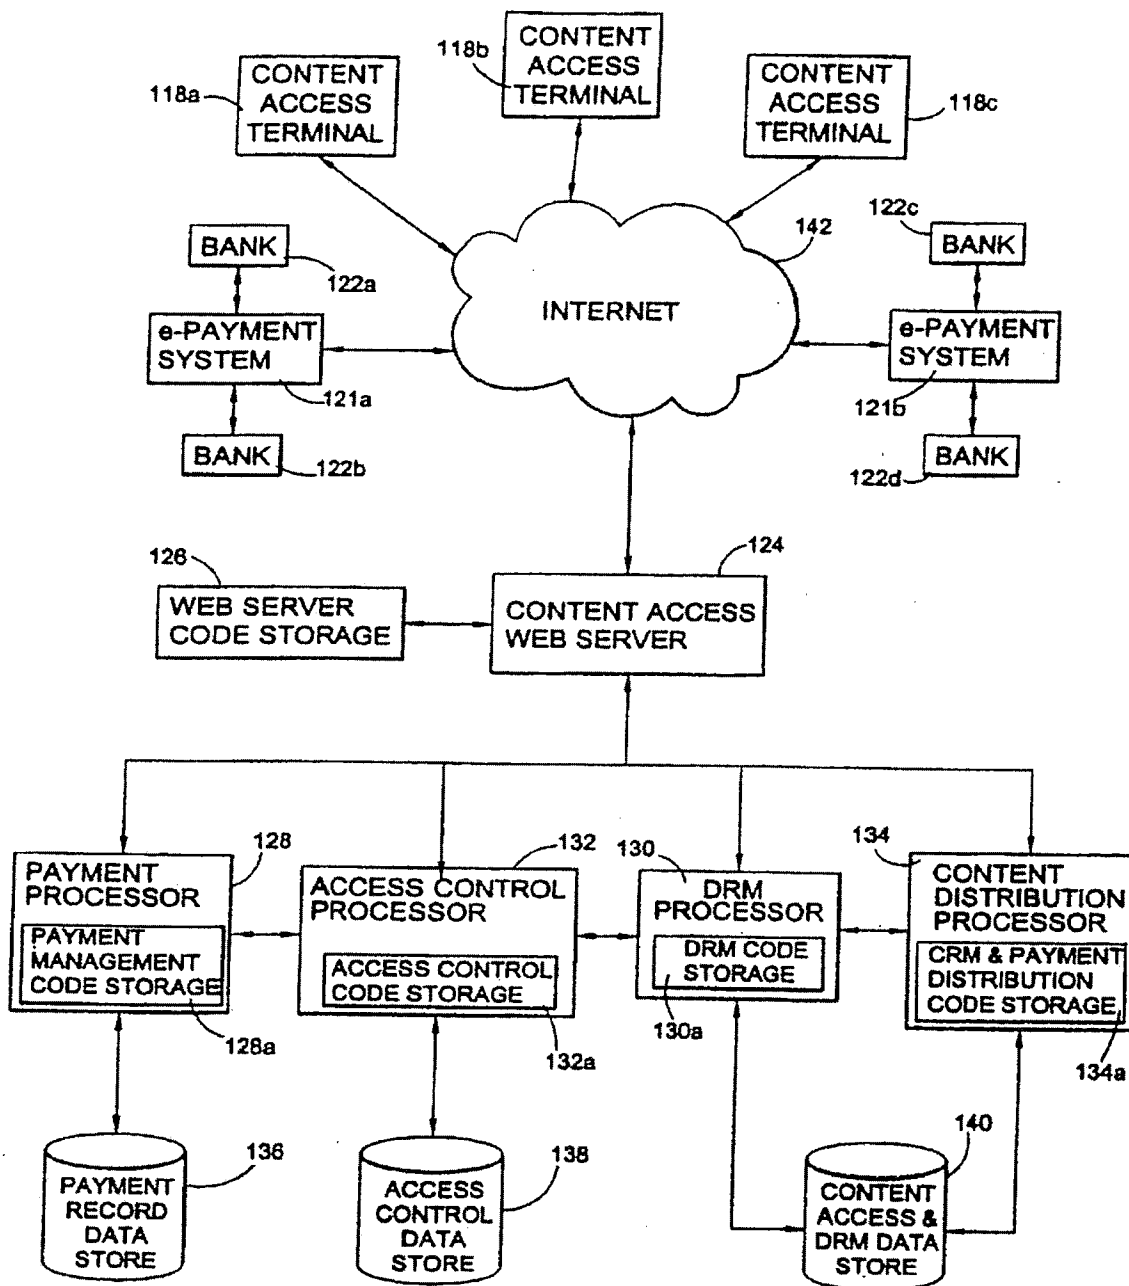 118a
CONTENT
ACCESS
TERMINAL
118b
CONTENT
ACCESS
TERMINAL
CONTENT
ACCESS
TERMINAL
118c
BANK
122a
e-PAYMENT
SYSTEM
121a
BANK
122b
INTERNET
142
122c
BANK
e-PAYMENT
SYSTEM
121b
BANK
122d
126
WEB SERVER
CODE STORAGE
124
CONTENT ACCESS
WEB SERVER
128
PAYMENT
PROCESSOR
PAYMENT
MANAGEMENT
CODE STORAGE
128a
132
ACCESS CONTROL
PROCESSOR
ACCESS CONTROL
CODE STORAGE
132a
130
DRM
PROCESSOR
DRM CODE
STORAGE
130a
134
CONTENT
DISTRIBUTION
PROCESSOR
CRM & PAYMENT
DISTRIBUTION
CODE STORAGE
134a
136
PAYMENT
RECORD
DATA
STORE
138
ACCESS
CONTROL
DATA
STORE
140
CONTENT
ACCESS &
DRM DATA
STORE